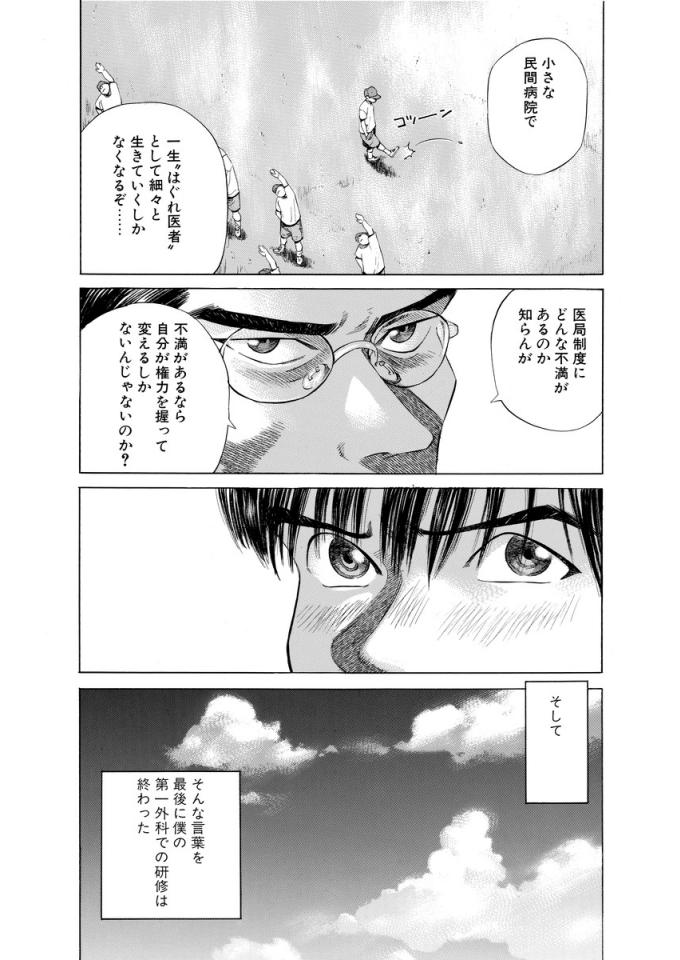 小さな
民間病院で
コツーーン
一生〝はぐれ医者〟
として細々と
生きていくしか
なくなるぞ……
医局制度に
どんな不満が
あるのか
知らんが
不満があるなら
自分が権力を握って
変えるしか
ないんじゃないのか?
そして
そんな言葉を
最後に僕の
第一外科での研修は
終わった